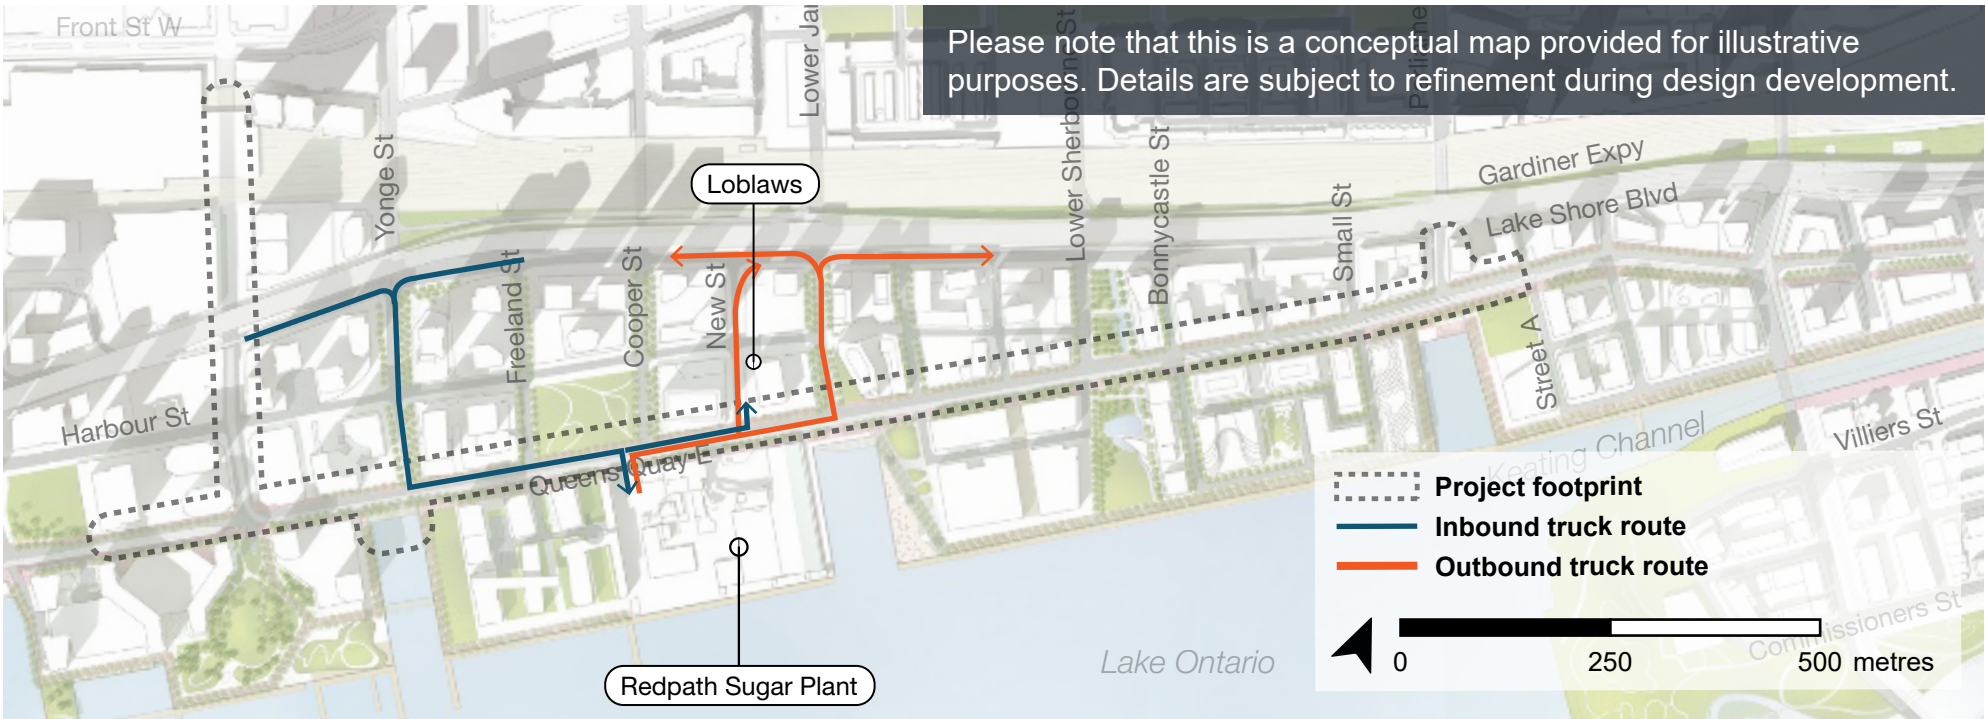 Front St W
Lower Jar
Please note that this is a conceptual map provided for illustrative
purposes. Details are subject to refinement during design development.
Lower Sherbourne St
Yonge St
Loblaws
Bonnycastle St
Small St
Gardiner Expy
Lake Shore Blvd
Freeland St
Cooper St
New St
Street A
Harbour St
Queens Quay E
Keating Channel
Villiers St
Project footprint
Inbound truck route
Outbound truck route
Commissioners St
0 250 500 metres
Lake Ontario
Redpath Sugar Plant